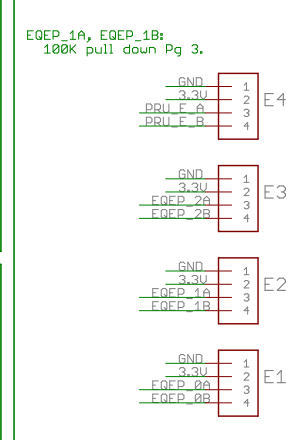 EQEP_1A, EQEP_1B:
100K pull down Pg 3.
GND 1
3.3V 2 E4
PRU_E_A 3
PRU_E_B 4
GND 1
3.3V 2 E3
EQEP_2A 3
EQEP_2B 4
GND 1
3.3V 2 E2
EQEP_1A 3
EQEP_1B 4
GND 1
3.3V 2 E1
EQEP_0A 3
EQEP_0B 4